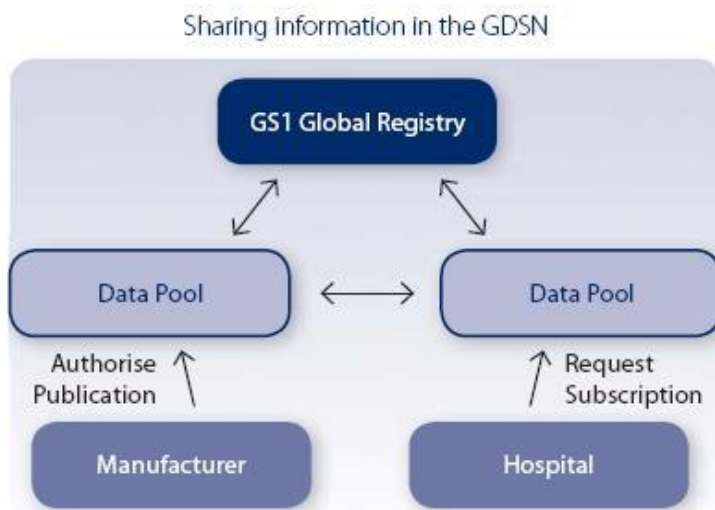 Sharing information in the GDSN
GS1 Global Registry
Data Pool
Data Pool
Authorise
Publication
Request
Subscription
Manufacturer
Hospital